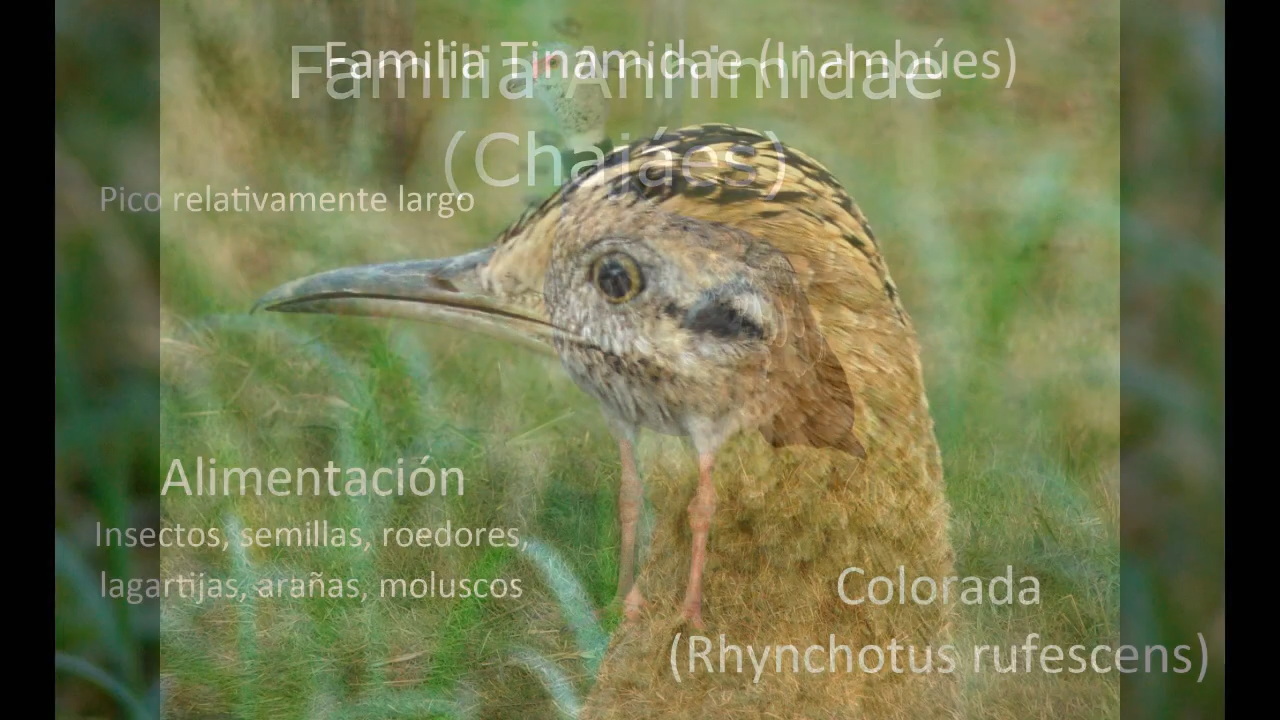 Familia Tinamidae (Inambúes)
Familia Anhimidae
(Chajáes)
Pico relativamente largo
Alimentación
Insectos, semillas, roedores,
lagartijas, arañas, moluscos
Colorada
(Rhynchotus rufescens)